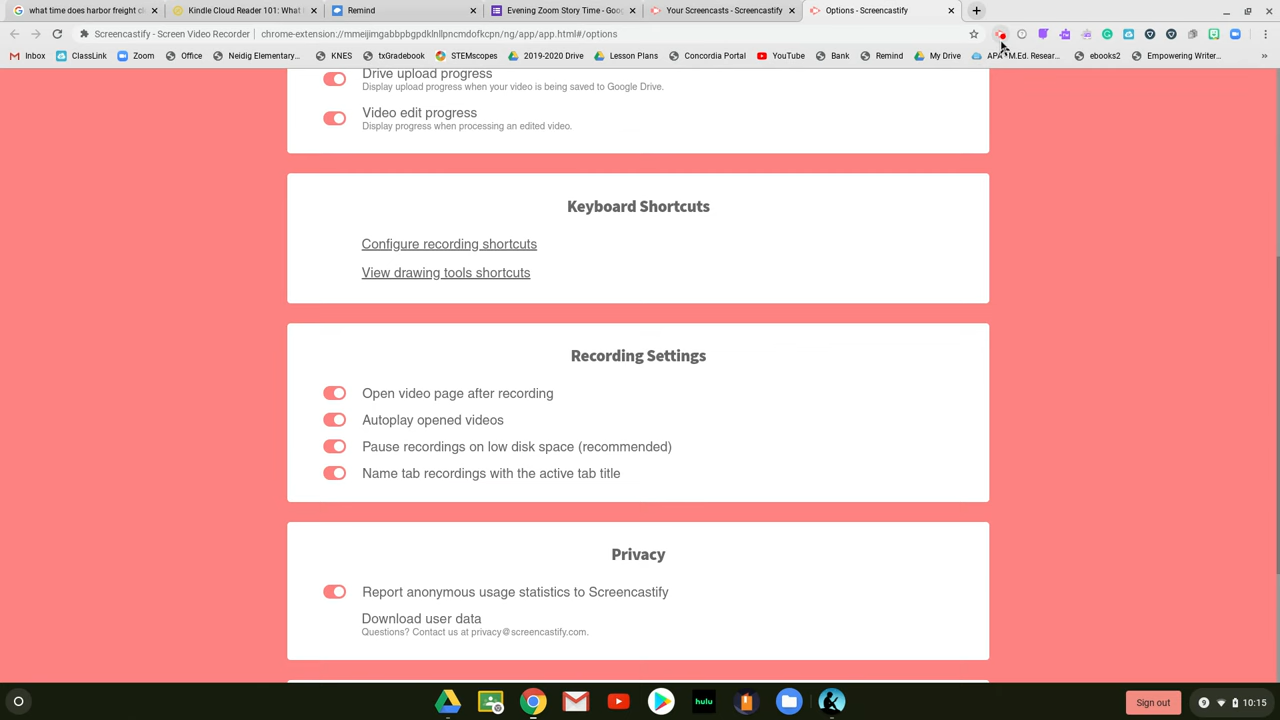 what time does harbor freight cl
Kindle Cloud Reader 101: What
Remind
Evening Zoom Story Time - Goo
Your Screencasts - Screencastify
Options - Screencastify
Screencastify - Screen Video Recorder
chrome-extension://mmeijimgabbpbgpdklnllpncmdofkcpn/ng/app/app.html#/options
Inbox
ClassLink
Zoom
Office
Neidig Elementary...
KNES
txGradebook
STEMscopes
2019-2020 Drive
Lesson Plans
Concordia Portal
YouTube
Bank
Remind
My Drive
APA M.Ed. Resear...
ebooks2
Empowering Writer...
Drive upload progress
Display upload progress when your video is being saved to Google Drive.
Video edit progress
Display progress when processing an edited video.
Keyboard Shortcuts
Configure recording shortcuts
View drawing tools shortcuts
Recording Settings
Open video page after recording
Autoplay opened videos
Pause recordings on low disk space (recommended)
Name tab recordings with the active tab title
Privacy
Report anonymous usage statistics to Screencastify
Download user data
Questions? Contact us at privacy@screencastify.com.
hulu
Sign out
9
10:15